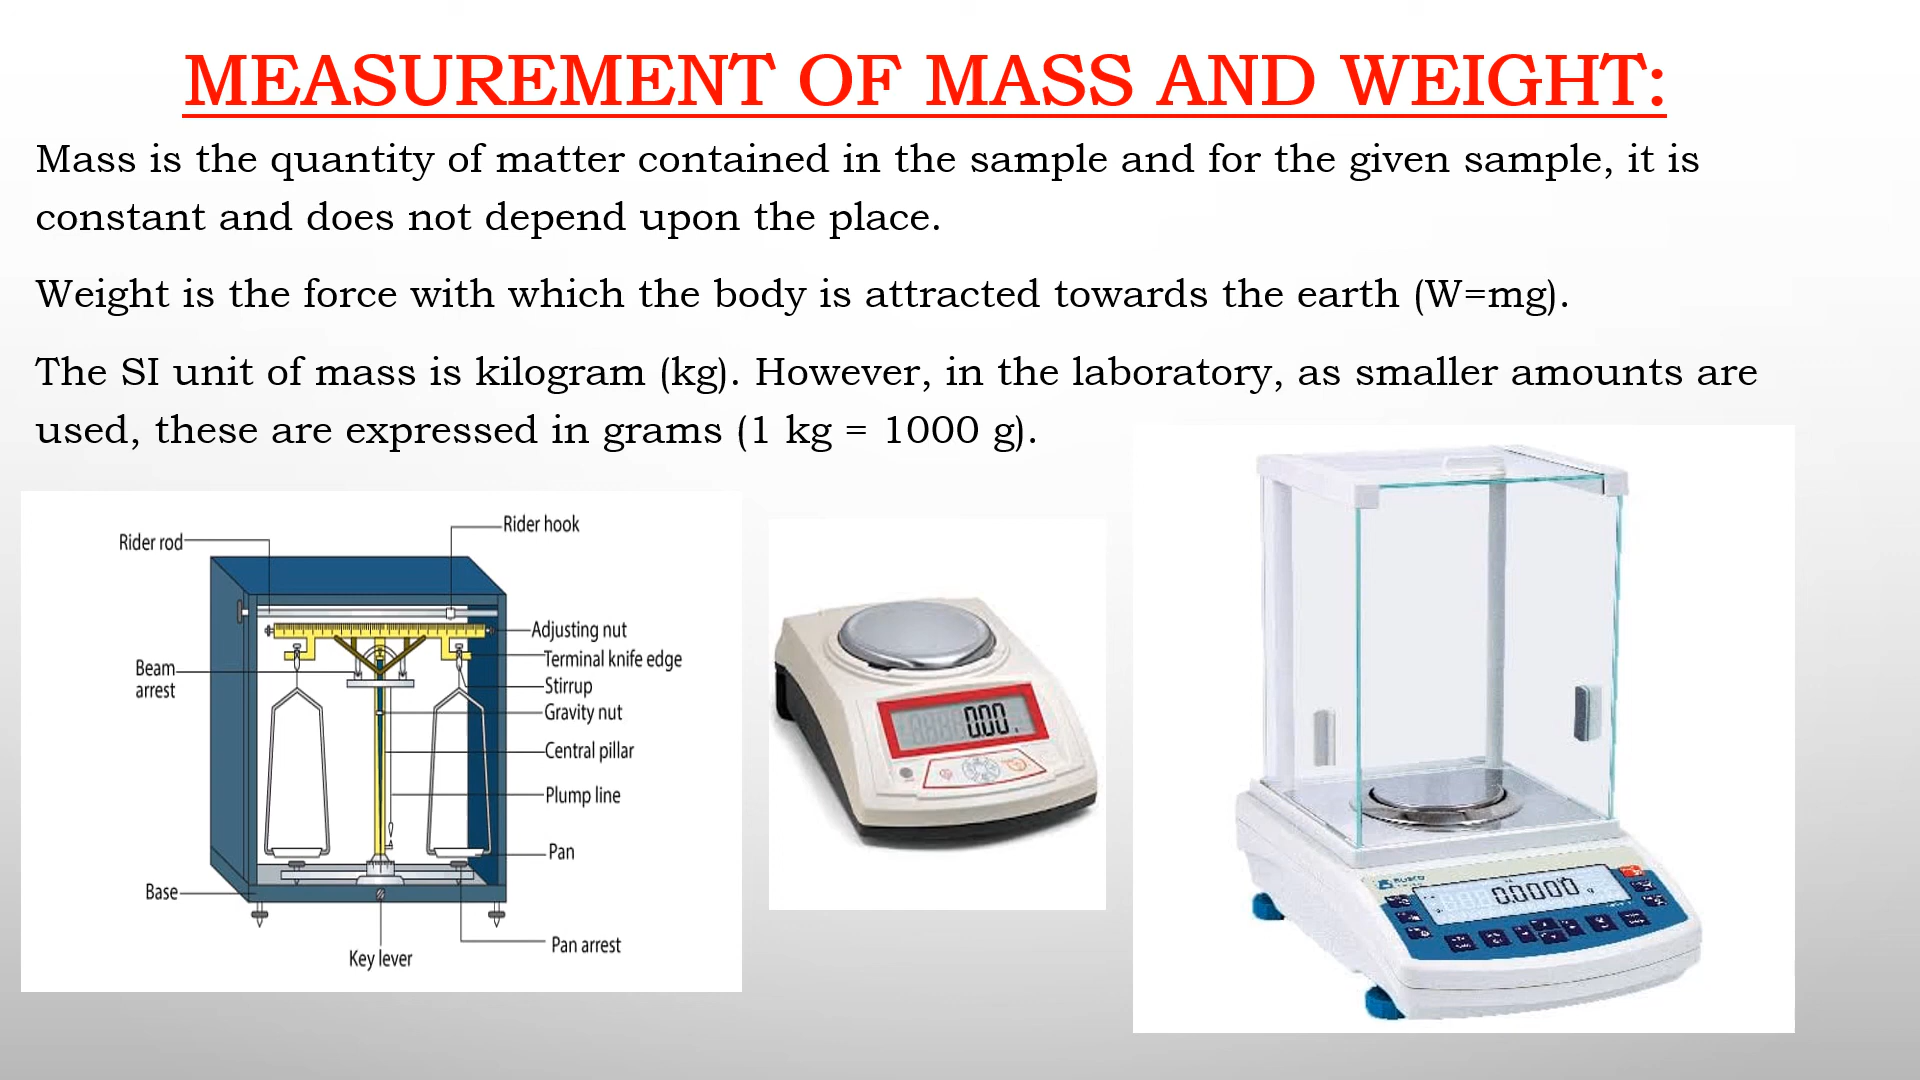 MEASUREMENT OF MASS AND WEIGHT:
Mass is the quantity of matter contained in the sample and for the given sample, it is
constant and does not depend upon the place.
Weight is the force with which the body is attracted towards the earth (W=mg).
The SI unit of mass is kilogram (kg). However, in the laboratory, as smaller amounts are
used, these are expressed in grams (1 kg = 1000 g).
Rider hook
Rider rod
Adjusting nut
Terminal knife edge
Beam
arrest
Stirrup
Gravity nut
Central pillar
Plump line
Pan
Base
Pan arrest
Key lever
0.00
0.0000 g